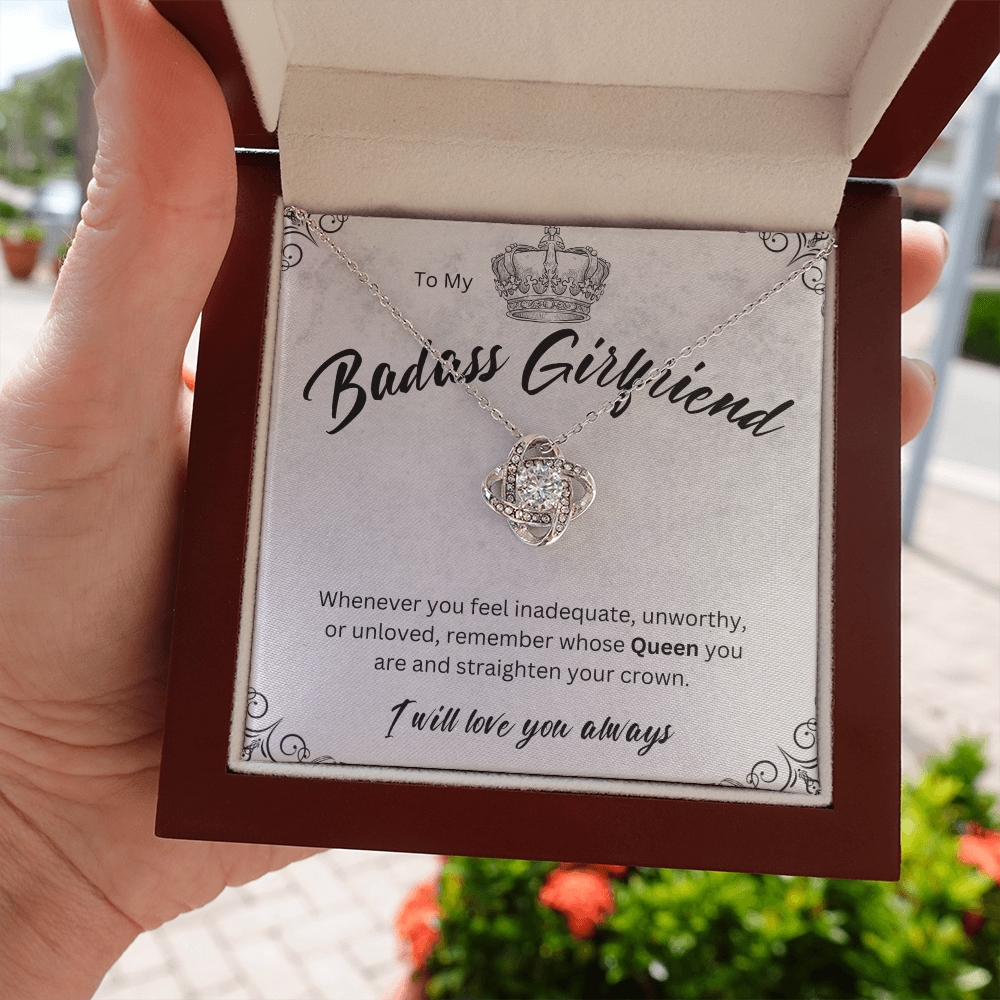 To My
Badass Girlfriend
Whenever you feel inadequate, unworthy,
or unloved, remember whose Queen you
are and straighten your crown.
I will love you always